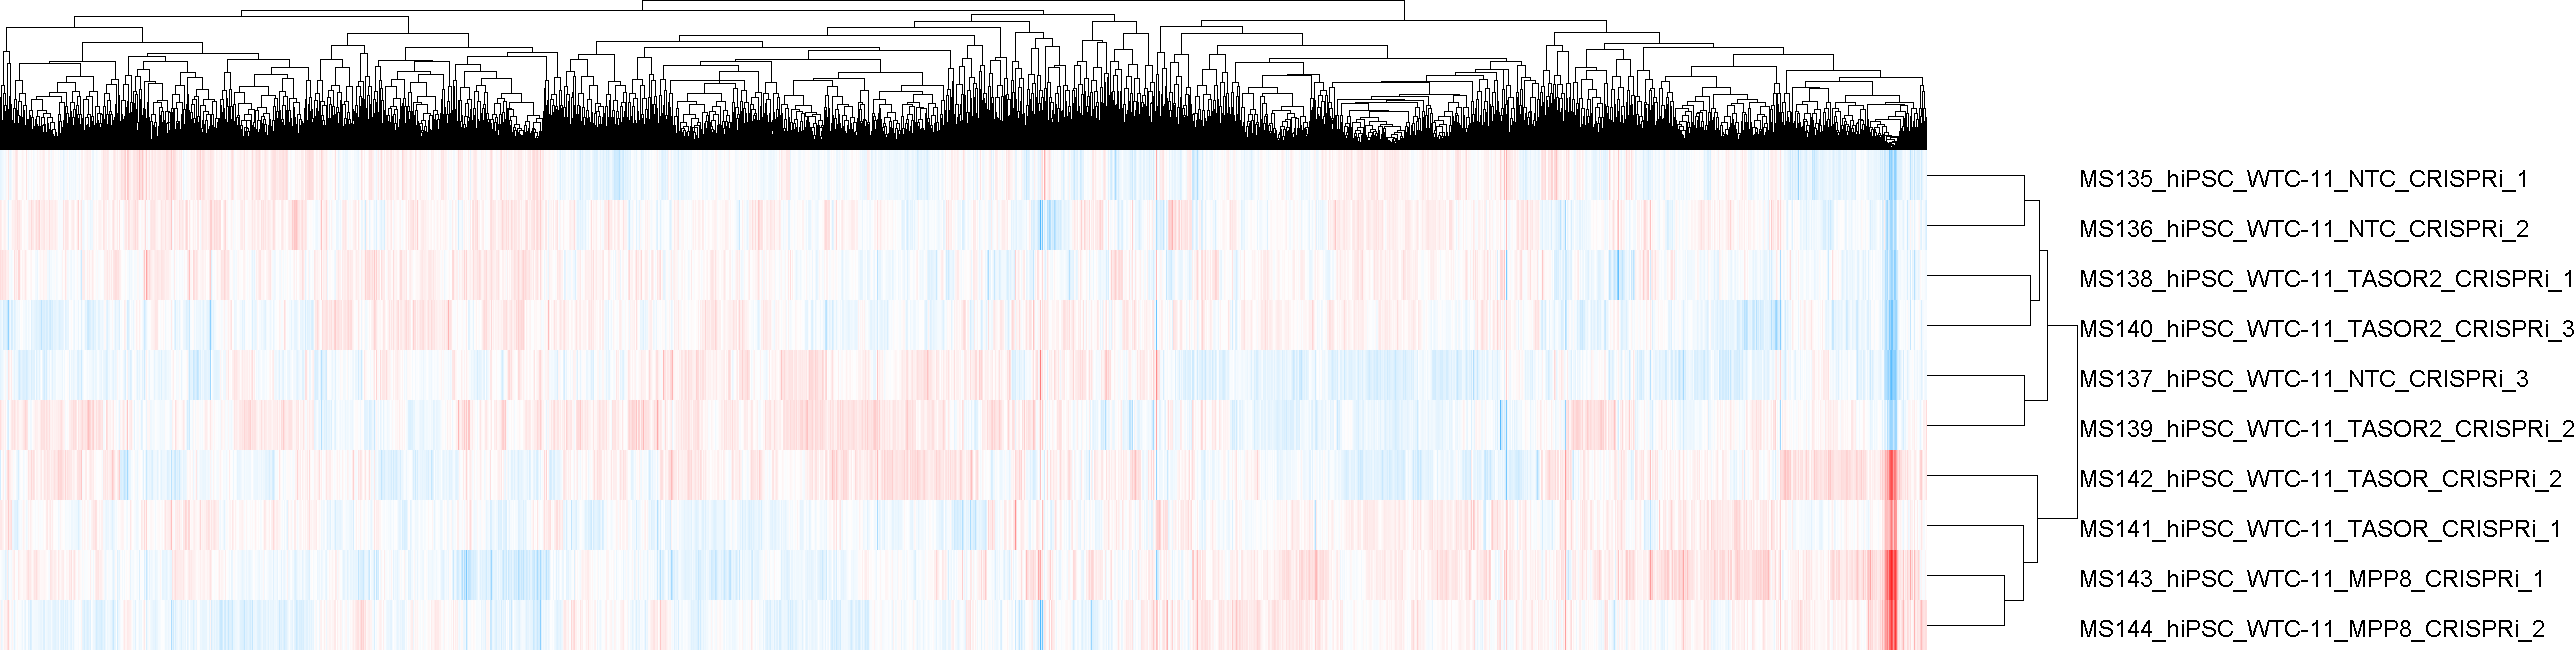 MS135_hiPSC_WTC-11_NTC_CRISPRi_1
MS136_hiPSC_WTC-11_NTC_CRISPRi_2
MS138_hiPSC_WTC-11_TASOR2_CRISPRi_1
MS140_hiPSC_WTC-11_TASOR2_CRISPRi_3
MS137_hiPSC_WTC-11_NTC_CRISPRi_3
MS139_hiPSC_WTC-11_TASOR2_CRISPRi_2
MS142_hiPSC_WTC-11_TASOR_CRISPRi_2
MS141_hiPSC_WTC-11_TASOR_CRISPRi_1
MS143_hiPSC_WTC-11_MPP8_CRISPRi_1
MS144_hiPSC_WTC-11_MPP8_CRISPRi_2